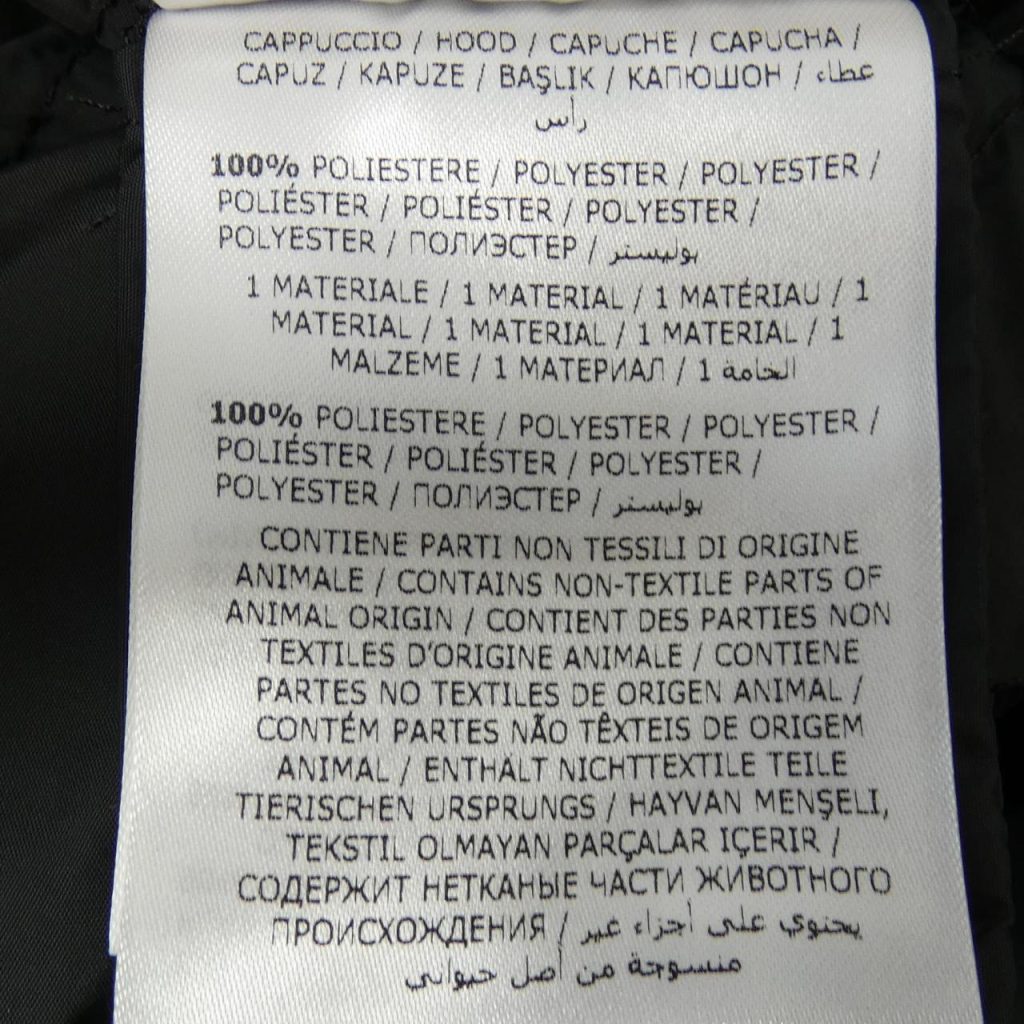 CAPPUCCIO / HOOD / CAPUCHE / CAPUCHA /
CAPUZ / KAPUZE / BAŞLIK / КАПЮШОН / غطاء
رأس
100% POLIESTERE / POLYESTER / POLYESTER /
POLIÉSTER / POLIÉSTER / POLYESTER /
POLYESTER / ПОЛИЭСТЕР / بوليستر
1 MATERIALE / 1 MATERIAL / 1 MATÉRIAU / 1
MATERIAL / 1 MATERIAL / 1 MATERIAL / 1
MALZEME / 1 МАТЕРИАЛ / 1 الخامة
100% POLIESTERE / POLYESTER / POLYESTER /
POLIÉSTER / POLIÉSTER / POLYESTER /
POLYESTER / ПОЛИЭСТЕР / بوليستر
CONTIENE PARTI NON TESSILI DI ORIGINE
ANIMALE / CONTAINS NON-TEXTILE PARTS OF
ANIMAL ORIGIN / CONTIENT DES PARTIES NON
TEXTILES D'ORIGINE ANIMALE / CONTIENE
PARTES NO TEXTILES DE ORIGEN ANIMAL /
CONTÉM PARTES NÃO TÊXTEIS DE ORIGEM
ANIMAL / ENTHÄLT NICHTTEXTILE TEILE
TIERISCHEN URSPRUNGS / HAYVAN MENŞELİ,
TEKSTİL OLMAYAN PARÇALAR İÇERİR /
СОДЕРЖИТ НЕТКАНЫЕ ЧАСТИ ЖИВОТНОГО
ПРОИСХОЖДЕНИЯ / يحتوي على أجزاء غير
منسوجة من أصل حيواني